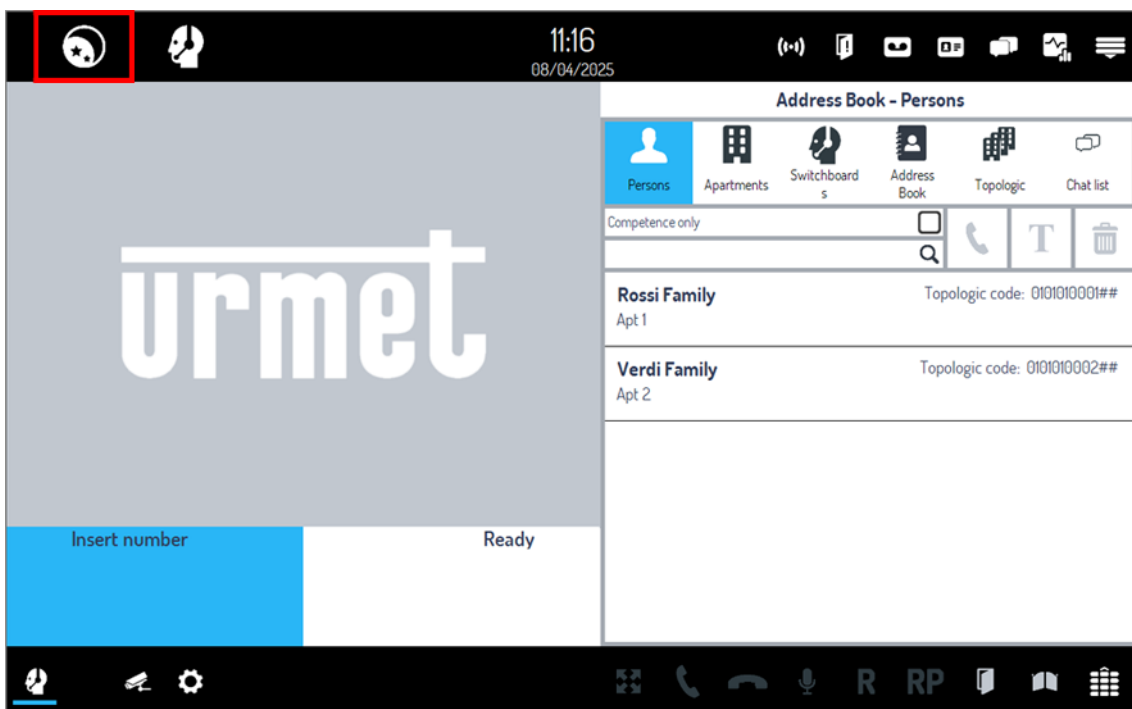 11:16
08/04/2025
Address Book - Persons
Persons
Apartments
Switchboard
s
Address
Book
Topologic
Chat list
Competence only
T
Rossi Family
Topologic code: 0101010001##
Apt 1
Verdi Family
Topologic code: 0101010002##
Apt 2
urmet
Insert number
Ready
R
RP